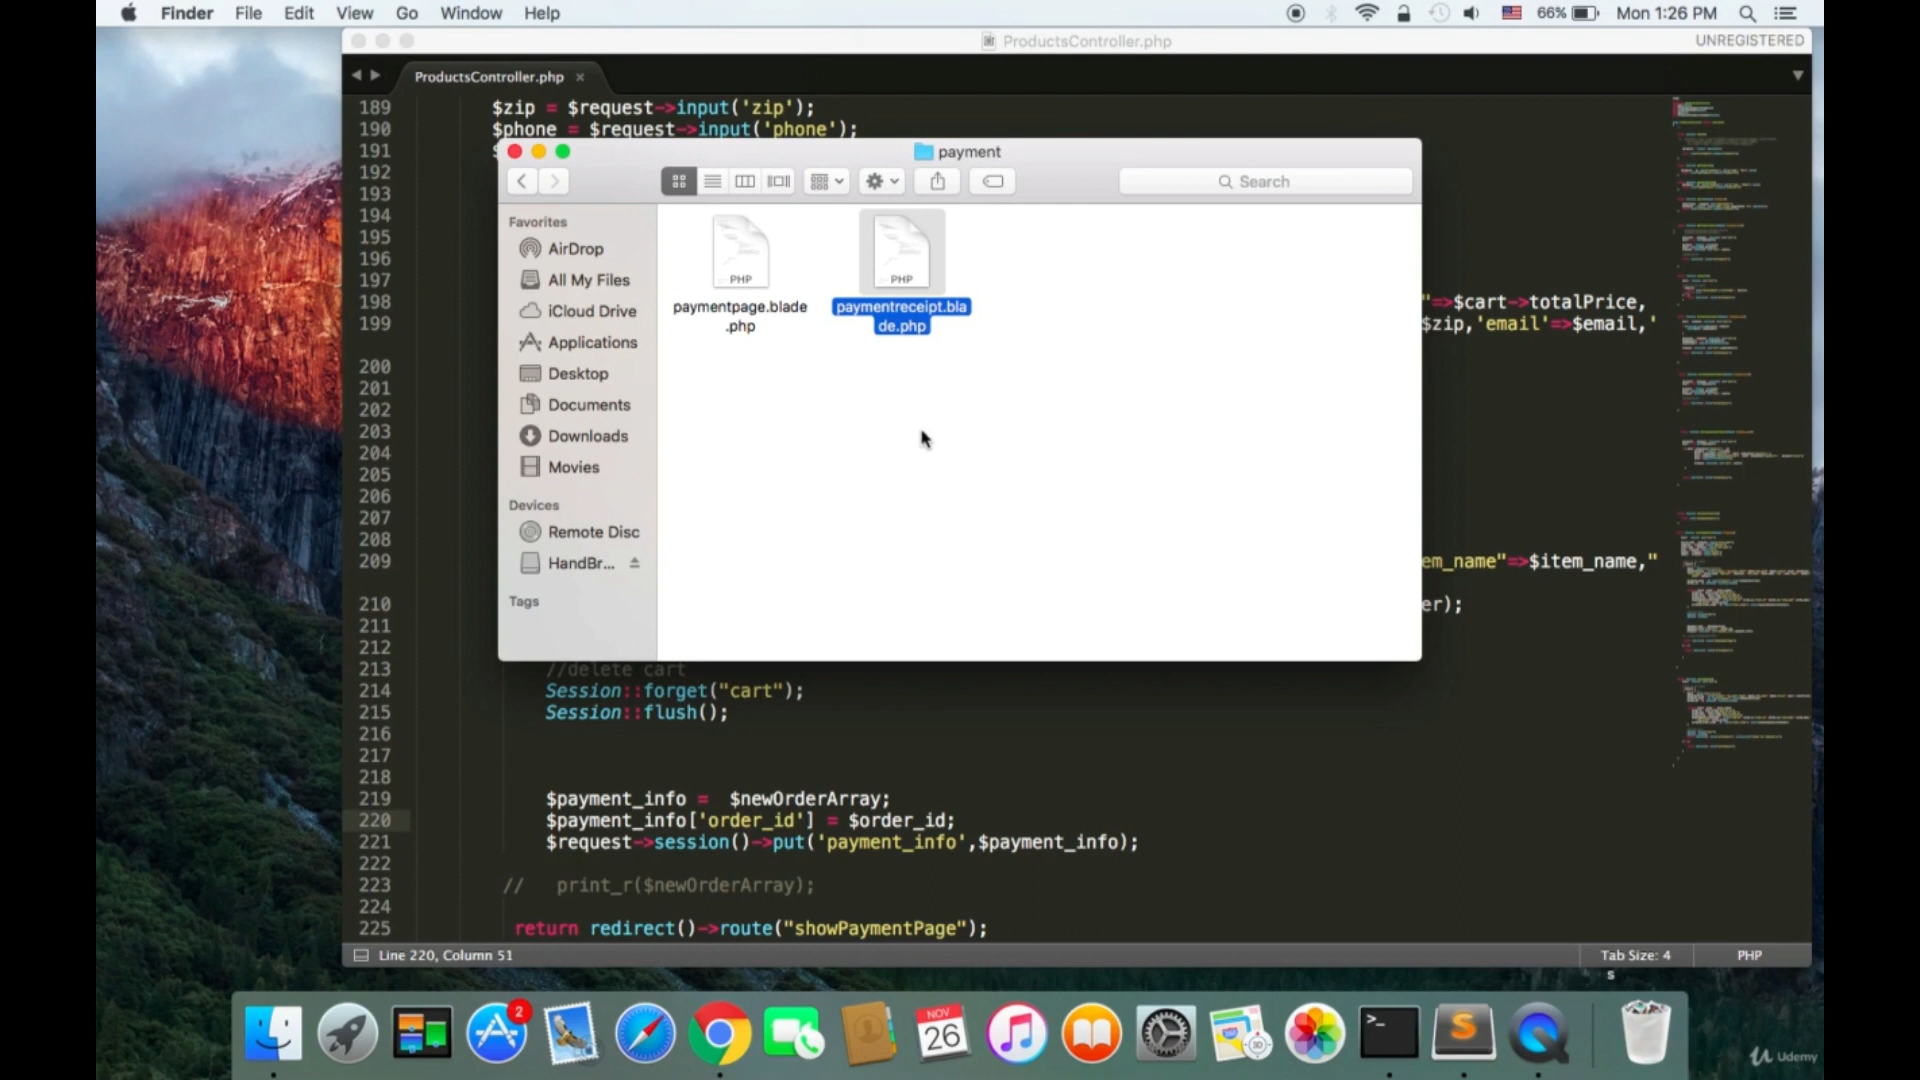 Finder File Edit View Go Window Help 66% Mon 1:26 PM
ProductsController.php UNREGISTERED
ProductsController.php
189 $zip = $request->input('zip');
190 $phone = $request->input('phone');
191 $
payment
Search
Favorites
AirDrop
All My Files
iCloud Drive
Applications
Desktop
Documents
Downloads
Movies
Devices
Remote Disc
HandBr...
Tags
PHP
paymentpage.blade
.php
PHP
paymentreceipt.bla
de.php
192
193
194
195
196
197
198 "=>$cart->totalPrice,
199 $zip,'email'=>$email,'
200
201
202
203
204
205
206
207
208
209 em_name"=>$item_name,"
210 er);
211
212
213 //delete cart
214 Session::forget("cart");
215 Session::flush();
216
217
218
219 $payment_info =  $newOrderArray;
220 $payment_info['order_id'] = $order_id;
221 $request->session()->put('payment_info',$payment_info);
222
223 //   print_r($newOrderArray);
224
225 return redirect()->route("showPaymentPage");
Line 220, Column 51 Tab Size: 4 PHP
s
2
NOV
26
3D
S
Udemy